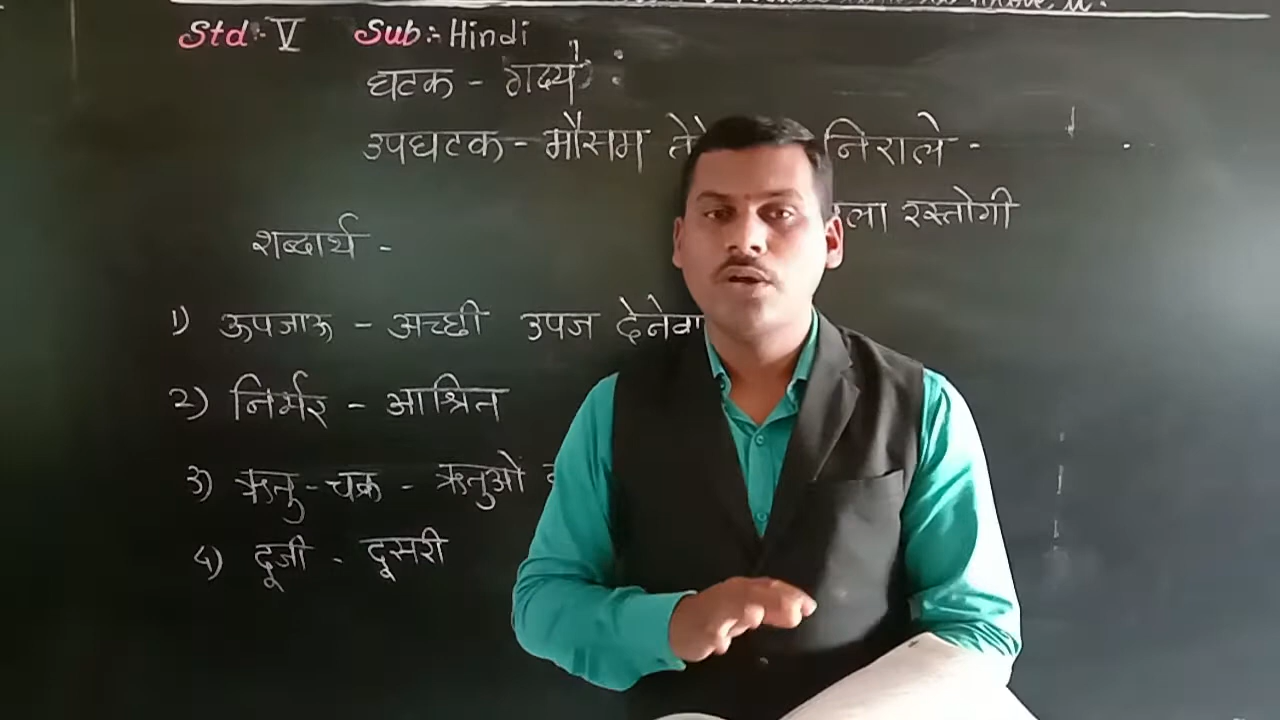 Std :- V Sub :- Hindi
घटक - गद्य :
उपघटक - मौसम निराले -
रस्तोगी
शब्दार्थ -
1) ऊपजाऊ - अच्छी उपज
2) निर्भर - आश्रित
3) ऋतु-चक्र - ऋतुओं
4) दूजी - दूसरी